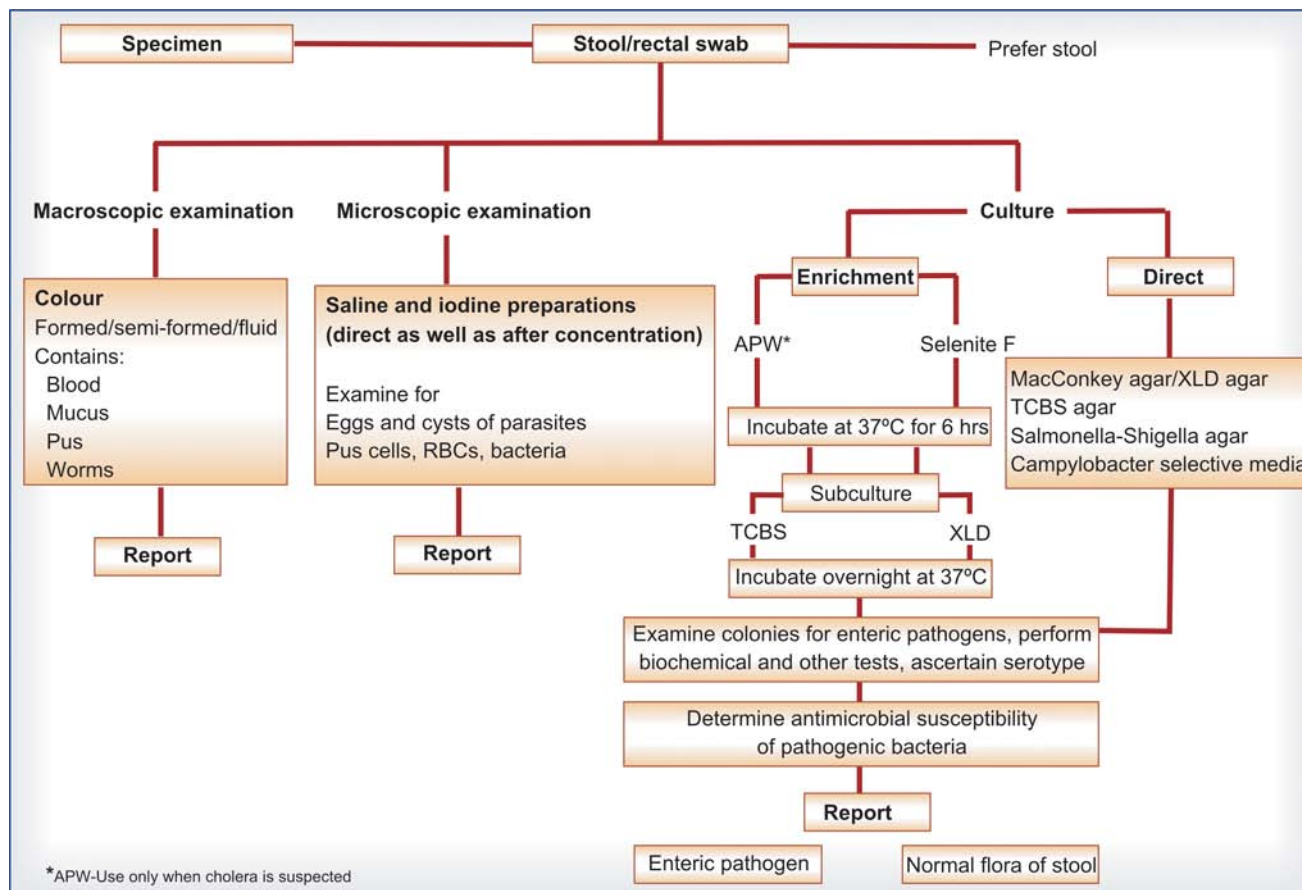 Specimen
Stool/rectal swab
Prefer stool
Macroscopic examination
Microscopic examination
Culture
Enrichment
Direct
Colour
Formed/semi-formed/fluid
Contains:
Blood
Mucus
Pus
Worms
Saline and iodine preparations
(direct as well as after concentration)
Examine for
Eggs and cysts of parasites
Pus cells, RBCs, bacteria
APW*
Selenite F
MacConkey agar/XLD agar
TCBS agar
Salmonella-Shigella agar
Campylobacter selective media
Incubate at 37ºC for 6 hrs
Subculture
TCBS
XLD
Report
Report
Incubate overnight at 37ºC
Examine colonies for enteric pathogens, perform
biochemical and other tests, ascertain serotype
Determine antimicrobial susceptibility
of pathogenic bacteria
Report
Enteric pathogen
Normal flora of stool
*APW-Use only when cholera is suspected